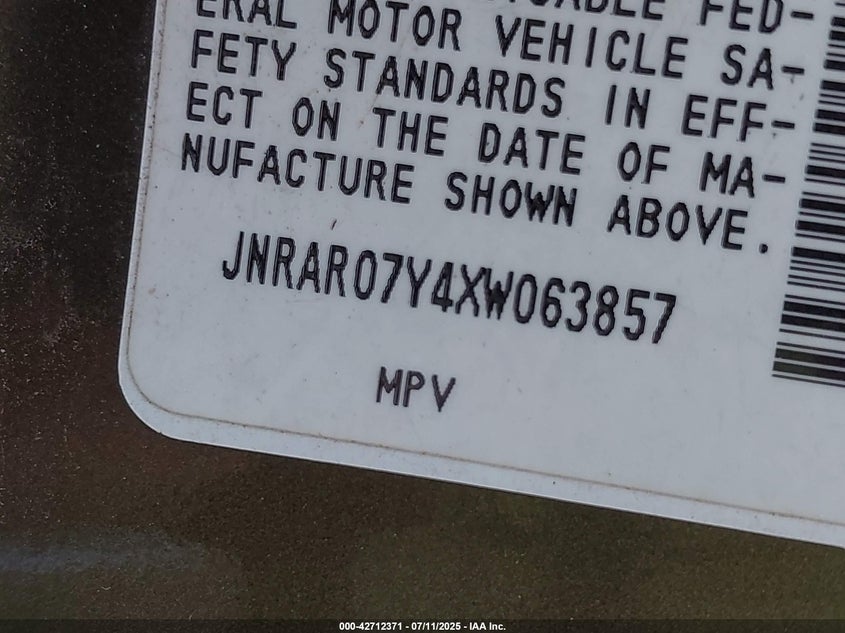 FED-
ERAL MOTOR VEHICLE SA-
FETY STANDARDS IN EFF-
ECT ON THE DATE OF MA-
NUFACTURE SHOWN ABOVE.
JNRAR07Y4XW063857
MPV
000-42712371 - 07/11/2025 - IAA Inc.